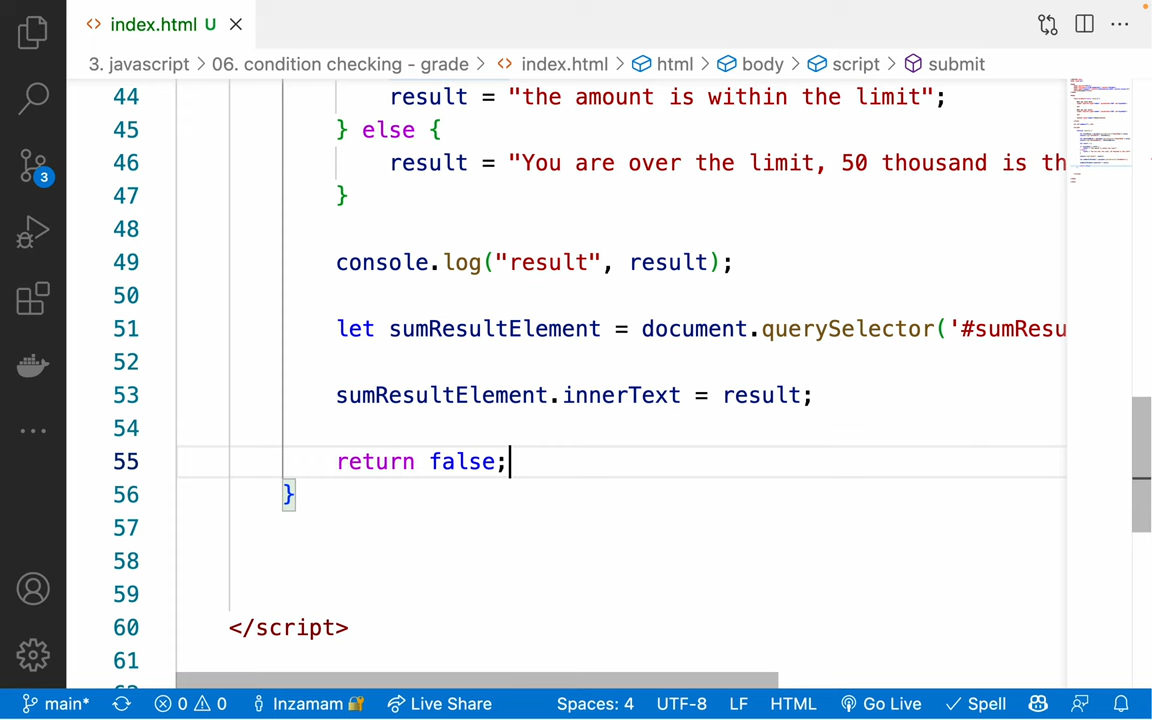 index.html U
3. javascript > 06. condition checking - grade > index.html > html > body > script > submit
44 result = "the amount is within the limit";
45 } else {
46 result = "You are over the limit, 50 thousand is th
47 }
48
49 console.log("result", result);
50
51 let sumResultElement = document.querySelector('#sumResu
52
53 sumResultElement.innerText = result;
54
55 return false;
56 }
57
58
59
60 </script>
61
3
main* 0 0 Inzamam Live Share Spaces: 4 UTF-8 LF HTML Go Live Spell